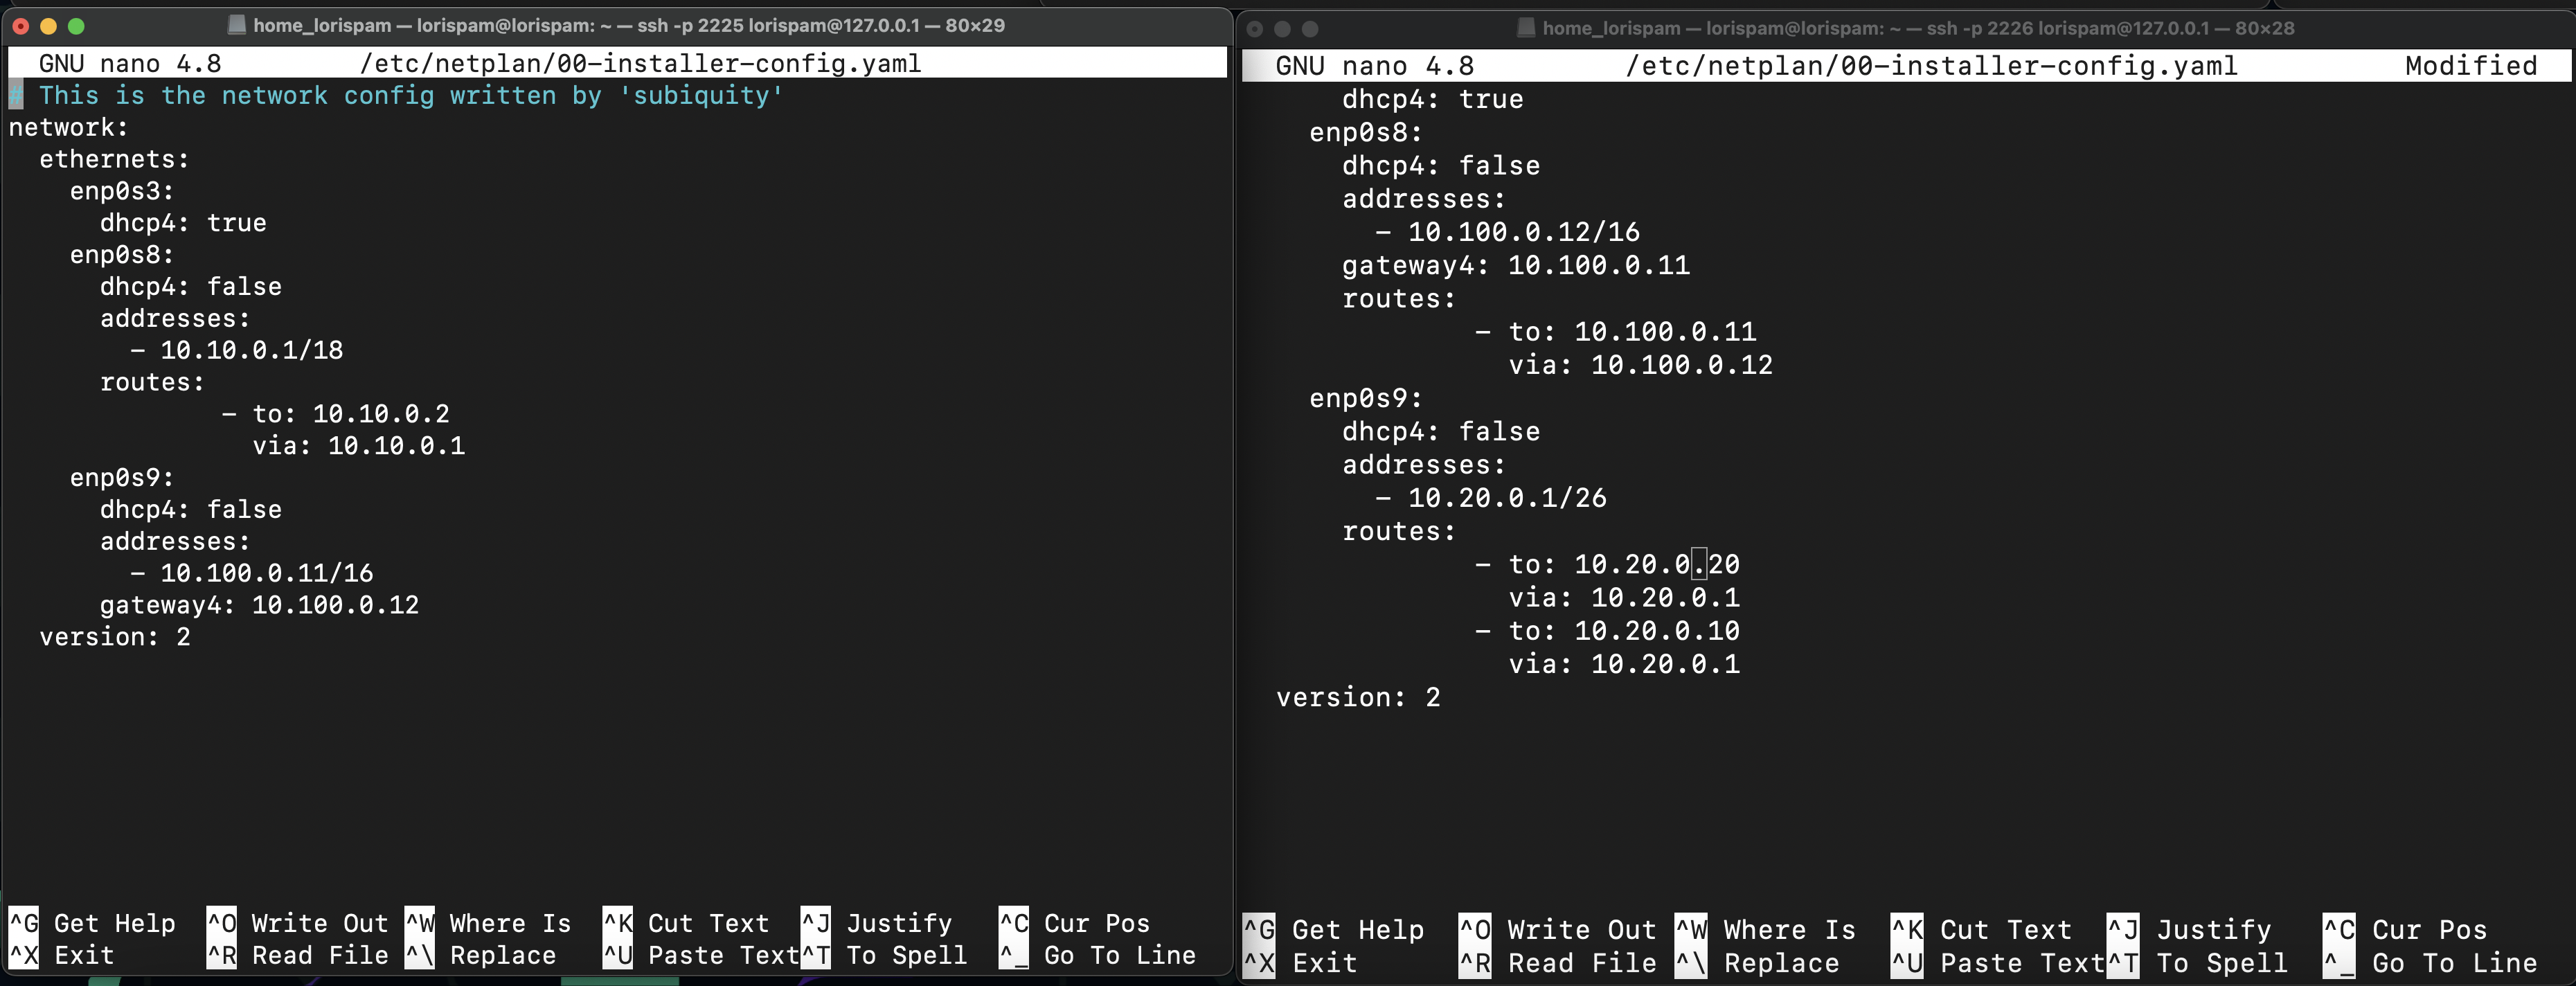 home_lorispam — lorispam@lorispam: ~ — ssh -p 2225 lorispam@127.0.0.1 — 80×29
GNU nano 4.8 /etc/netplan/00-installer-config.yaml
# This is the network config written by 'subiquity'
network:
  ethernets:
    enp0s3:
      dhcp4: true
    enp0s8:
      dhcp4: false
      addresses:
        - 10.10.0.1/18
      routes:
              - to: 10.10.0.2
                via: 10.10.0.1
    enp0s9:
      dhcp4: false
      addresses:
        - 10.100.0.11/16
      gateway4: 10.100.0.12
  version: 2
^G Get Help ^O Write Out ^W Where Is ^K Cut Text ^J Justify ^C Cur Pos
^X Exit ^R Read File ^\ Replace ^U Paste Text^T To Spell ^_ Go To Line
home_lorispam — lorispam@lorispam: ~ — ssh -p 2226 lorispam@127.0.0.1 — 80×28
GNU nano 4.8 /etc/netplan/00-installer-config.yaml Modified
      dhcp4: true
    enp0s8:
      dhcp4: false
      addresses:
        - 10.100.0.12/16
      gateway4: 10.100.0.11
      routes:
              - to: 10.100.0.11
                via: 10.100.0.12
    enp0s9:
      dhcp4: false
      addresses:
        - 10.20.0.1/26
      routes:
              - to: 10.20.0.20
                via: 10.20.0.1
              - to: 10.20.0.10
                via: 10.20.0.1
  version: 2
^G Get Help ^O Write Out ^W Where Is ^K Cut Text ^J Justify ^C Cur Pos
^X Exit ^R Read File ^\ Replace ^U Paste Text^T To Spell ^_ Go To Line